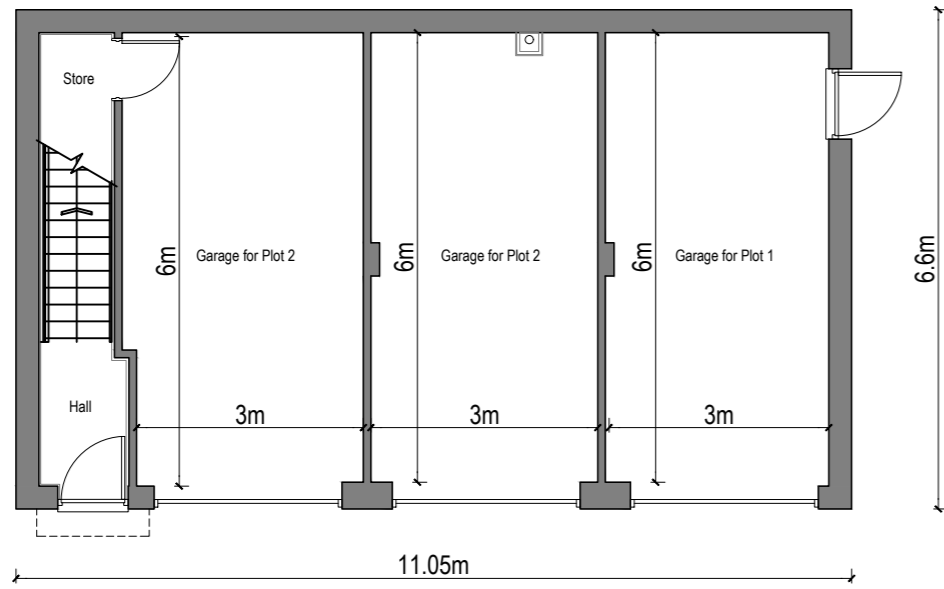 Store
6m
Garage for Plot 2
6m
Garage for Plot 2
6m
Garage for Plot 1
6.6m
Hall
3m
3m
3m
11.05m